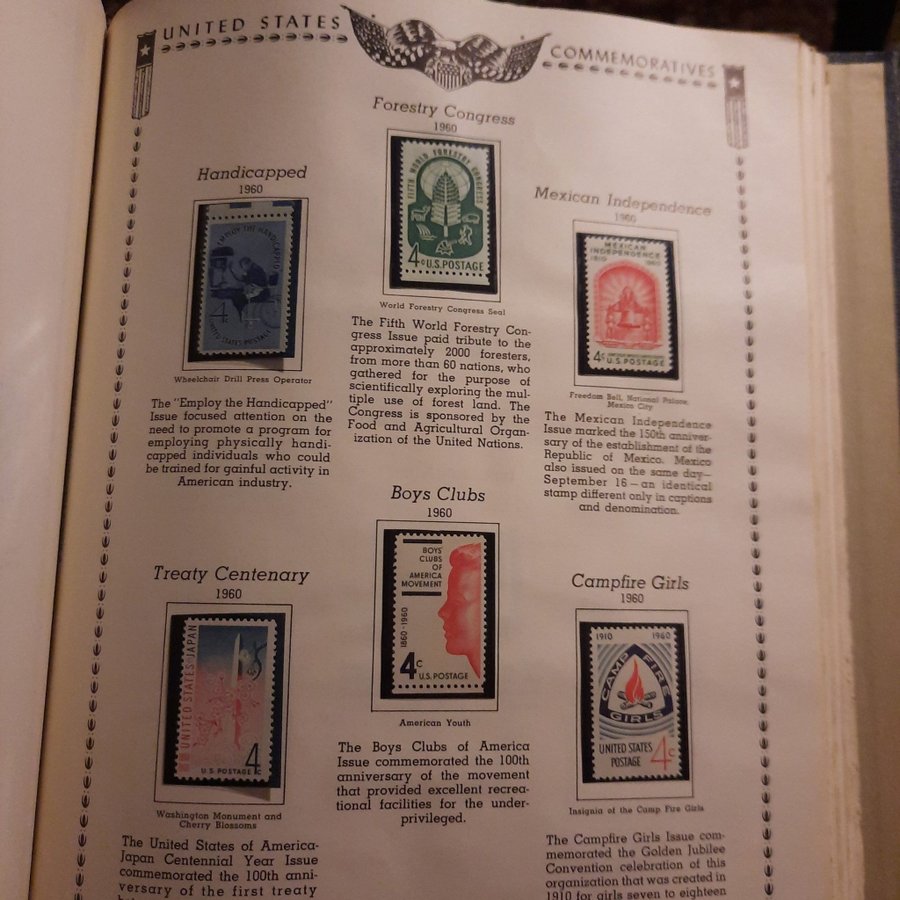 UNITED STATES
COMMEMORATIVES
Forestry Congress
1960
FIFTH WORLD FORESTRY CONGRESS
4¢ U.S. POSTAGE
World Forestry Congress Seal
The Fifth World Forestry Con-
gress Issue paid tribute to the
approximately 2000 foresters,
from more than 60 nations, who
gathered for the purpose of
scientifically exploring the mul-
tiple use of forest land. The
Congress is sponsored by the
Food and Agricultural Organ-
ization of the United Nations.
Handicapped
1960
EMPLOY THE HANDICAPPED
4
UNITED STATES POSTAGE
Wheelchair Drill Press Operator
The "Employ the Handicapped"
Issue focused attention on the
need to promote a program for
employing physically handi-
capped individuals who could
be trained for gainful activity in
American industry.
Mexican Independence
1960
MEXICAN
INDEPENDENCE
1810 1960
4¢ U.S. POSTAGE
Freedom Bell, National Palace,
Mexico City
The Mexican Independence
Issue marked the 150th anniver-
sary of the establishment of the
Republic of Mexico. Mexico
also issued on the same day—
September 16 — an identical
stamp different only in captions
and denomination.
Boys Clubs
1960
BOYS'
CLUBS
OF
AMERICA
MOVEMENT
1860-1960
4¢
U.S. POSTAGE
American Youth
The Boys Clubs of America
Issue commemorated the 100th
anniversary of the movement
that provided excellent recrea-
tional facilities for the under-
privileged.
Treaty Centenary
1960
UNITED STATES JAPAN
4¢
U.S. POSTAGE
Washington Monument and
Cherry Blossoms
The United States of America-
Japan Centennial Year Issue
commemorated the 100th anni-
versary of the first treaty
Campfire Girls
1960
1910 1960
CAMP FIRE
GIRLS
UNITED STATES
POSTAGE 4¢
Insignia of the Camp Fire Girls
The Campfire Girls Issue com-
memorated the Golden Jubilee
Convention celebration of this
organization that was created in
1910 for girls seven to eighteen